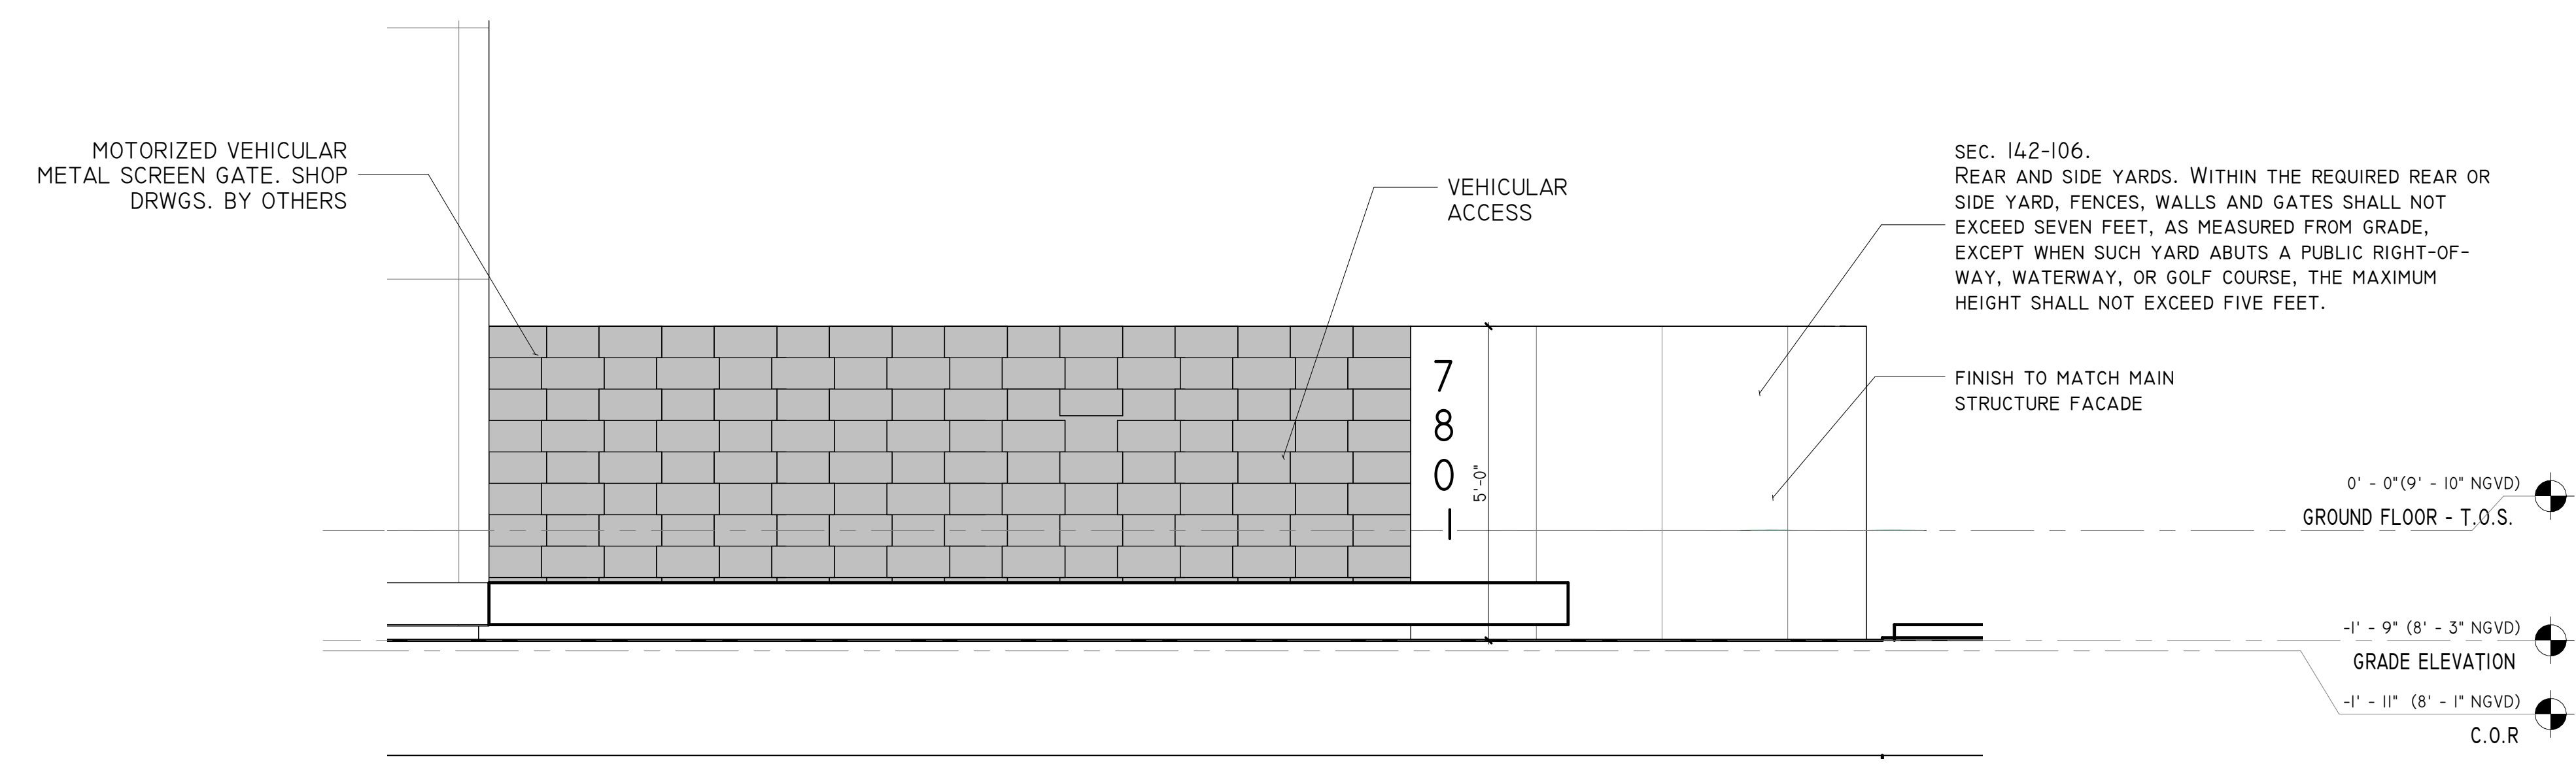 MOTORIZED VEHICULAR
METAL SCREEN GATE. SHOP
DRWGS. BY OTHERS
VEHICULAR
ACCESS
SEC. 142-106.
REAR AND SIDE YARDS. WITHIN THE REQUIRED REAR OR
SIDE YARD, FENCES, WALLS AND GATES SHALL NOT
EXCEED SEVEN FEET, AS MEASURED FROM GRADE,
EXCEPT WHEN SUCH YARD ABUTS A PUBLIC RIGHT-OF-
WAY, WATERWAY, OR GOLF COURSE, THE MAXIMUM
HEIGHT SHALL NOT EXCEED FIVE FEET.
FINISH TO MATCH MAIN
STRUCTURE FACADE
7
8
0
1
5'-0"
0' - 0"(9' - 10" NGVD)
GROUND FLOOR - T.O.S.
-1' - 9" (8' - 3" NGVD)
GRADE ELEVATION
-1' - 11" (8' - 1" NGVD)
C.O.R